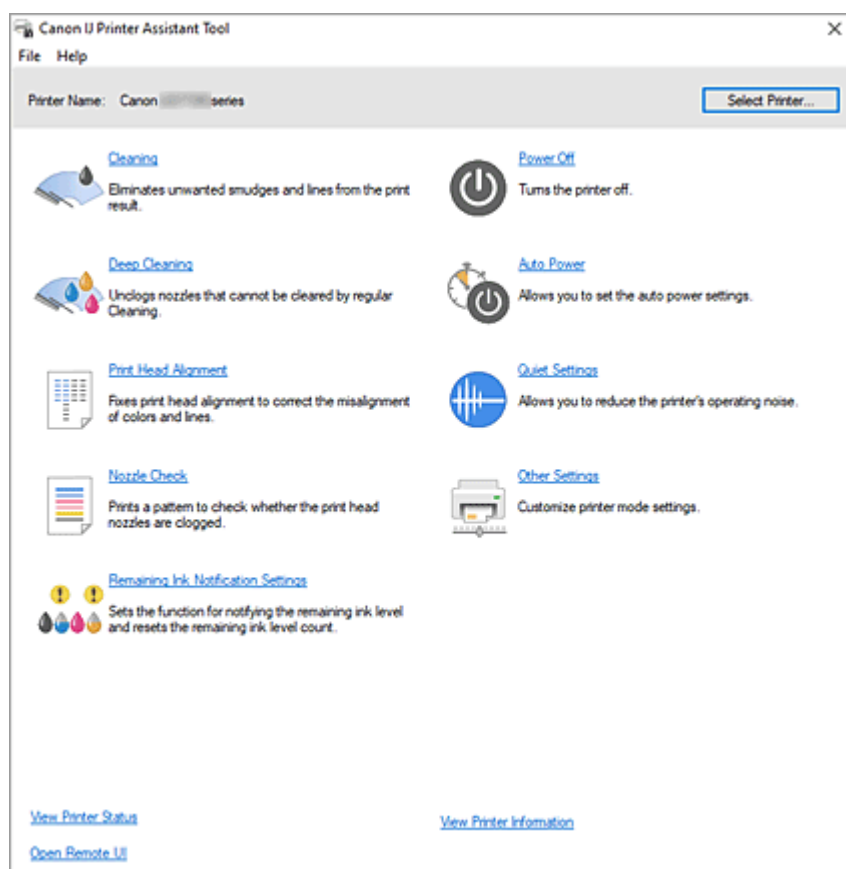 Canon IJ Printer Assistant Tool
File Help
Printer Name: Canon series
Select Printer...
Cleaning
Eliminates unwanted smudges and lines from the print
result.
Deep Cleaning
Unclogs nozzles that cannot be cleared by regular
Cleaning.
Print Head Alignment
Fixes print head alignment to correct the misalignment
of colors and lines.
Nozzle Check
Prints a pattern to check whether the print head
nozzles are clogged.
Remaining Ink Notification Settings
Sets the function for notifying the remaining ink level
and resets the remaining ink level count.
Power Off
Turns the printer off.
Auto Power
Allows you to set the auto power settings.
Quiet Settings
Allows you to reduce the printer's operating noise.
Other Settings
Customize printer mode settings.
View Printer Status
View Printer Information
Open Remote UI